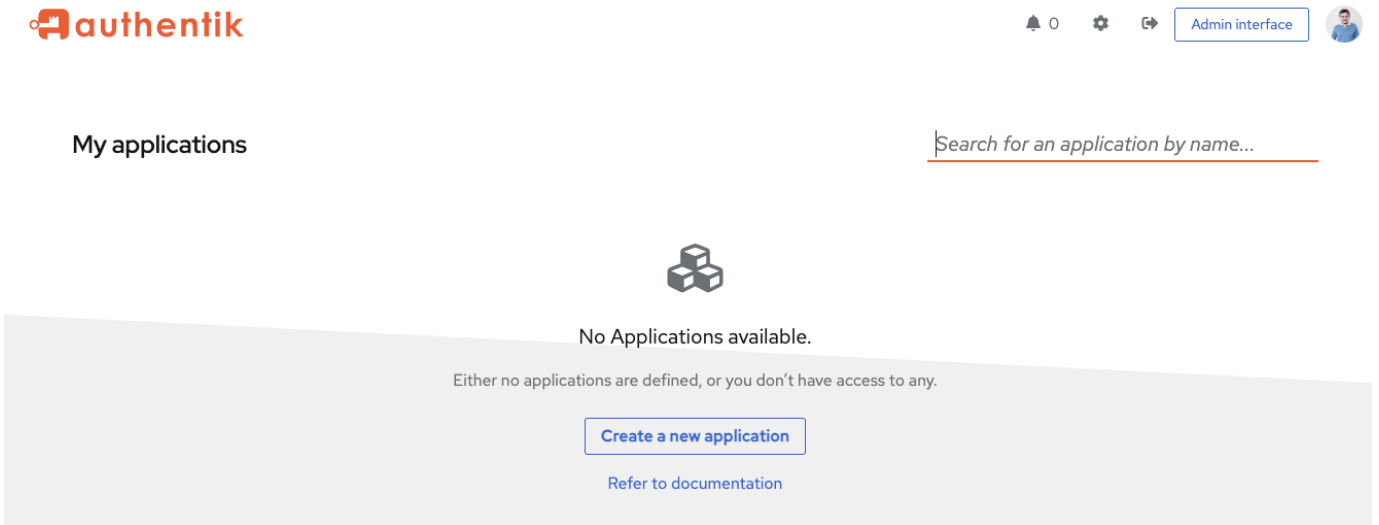 authentik
0
Admin interface
My applications
Search for an application by name...
No Applications available.
Either no applications are defined, or you don't have access to any.
Create a new application
Refer to documentation